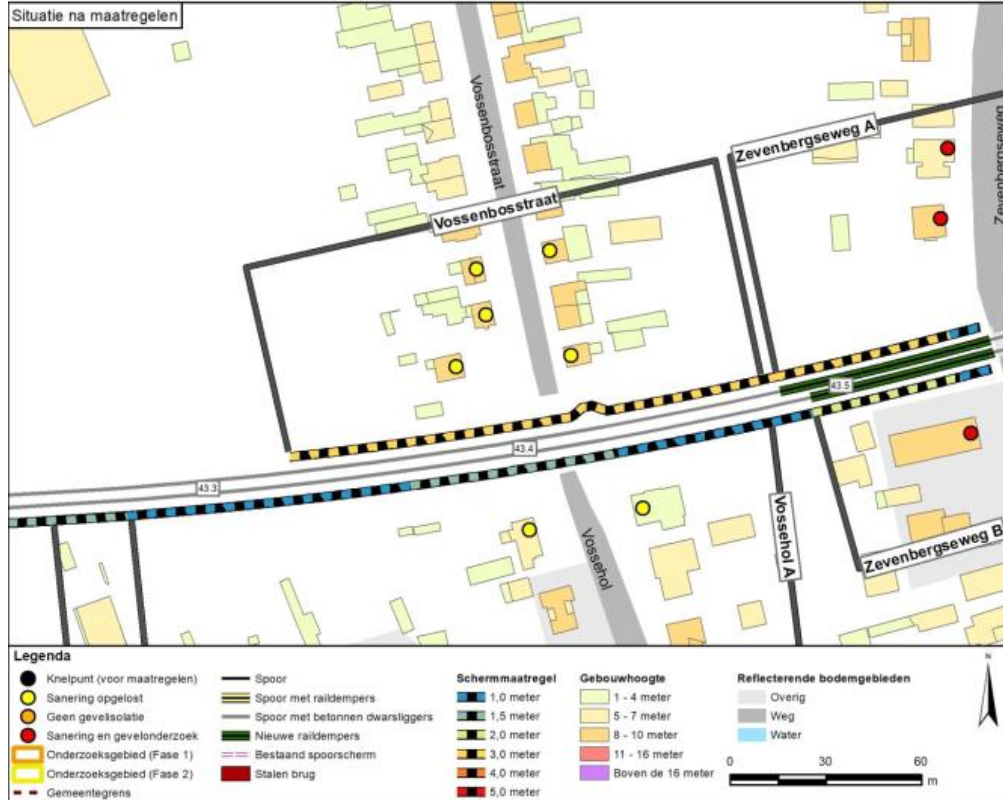 Situatie na maatregelen
Vossenbosstraat
Zevenbergseweg A
Zevenbergseweg
Vossenbosstraat
43.5
43.4
43.3
Vossehol
Vossehol A
Zevenbergseweg B
Legenda
Knelpunt (voor maatregelen)
Sanering opgelost
Geen gevelisolatie
Sanering en gevelonderzoek
Onderzoeksgebied (Fase 1)
Onderzoeksgebied (Fase 2)
Gemeentegrens
Spoor
Spoor met raildempers
Spoor met betonnen dwarsliggers
Nieuwe raildempers
Bestaand spoorscherm
Stalen brug
Schermmaatregel
1,0 meter
1,5 meter
2,0 meter
3,0 meter
4,0 meter
5,0 meter
Gebouwhoogte
1 - 4 meter
5 - 7 meter
8 - 10 meter
11 - 16 meter
Boven de 16 meter
Reflecterende bodemgebieden
Overig
Weg
Water
N
0 30 60
m